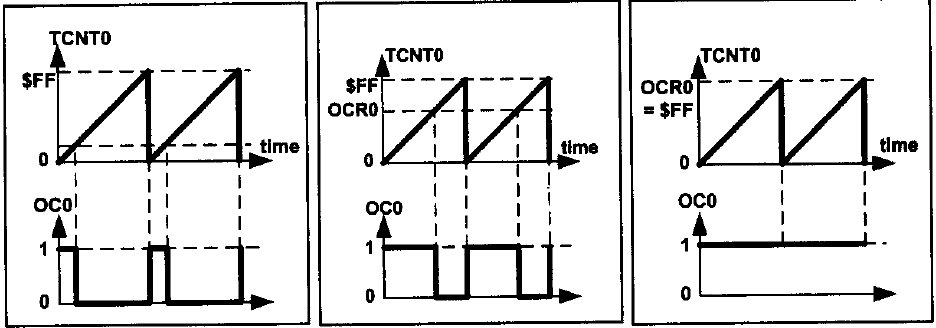 TCNT0
$FF
0
time
OC0
1
0
TCNT0
$FF
OCR0
0
time
OC0
1
0
TCNT0
OCR0
= $FF
0
time
OC0
1
0